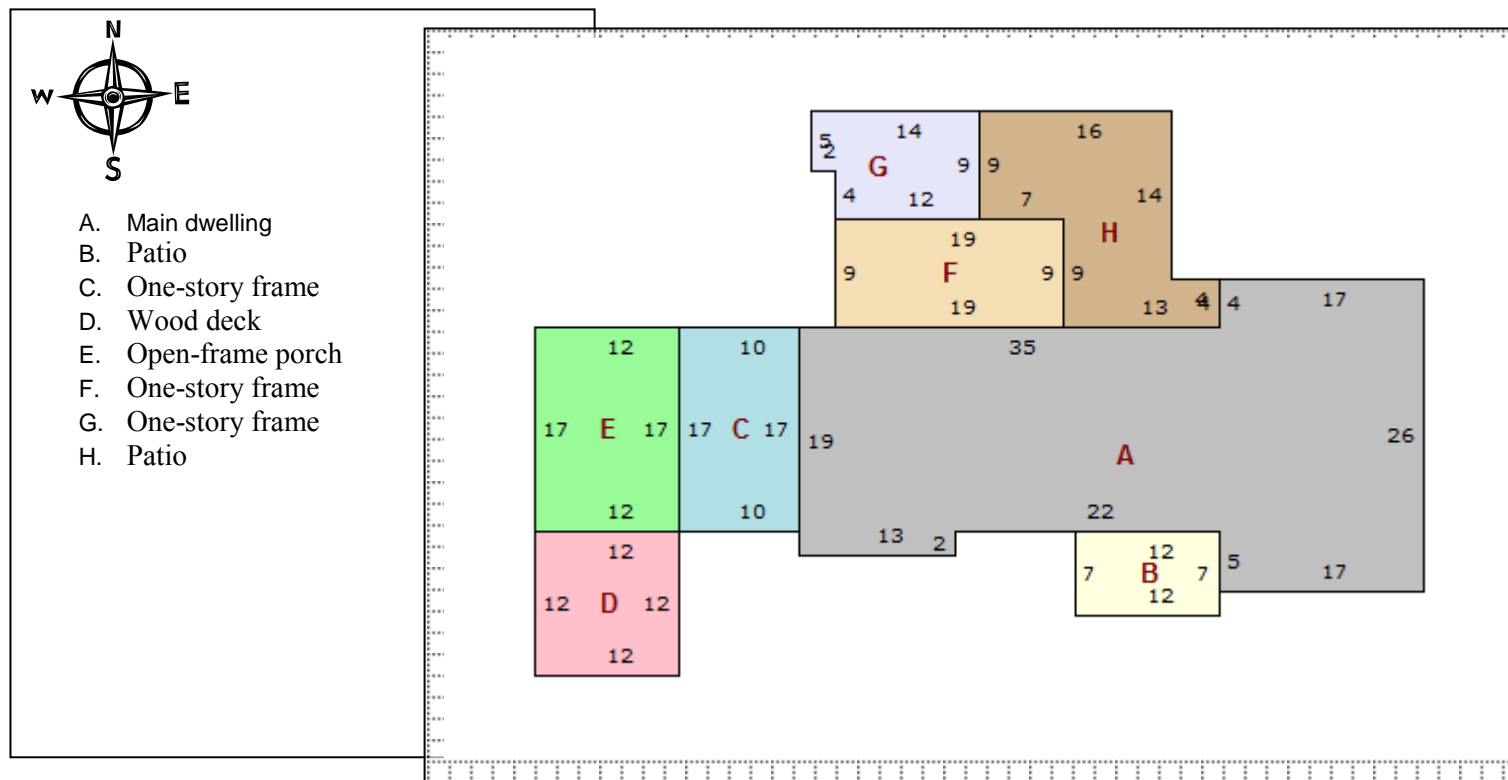 N
W E
S
A. Main dwelling
B. Patio
C. One-story frame
D. Wood deck
E. Open-frame porch
F. One-story frame
G. One-story frame
H. Patio
14 16
5
2
G 9 9
4 12 7 14
H
19
9 F 9 9
19 13 4 4 4 17
12 10 35
17 E 17 17 C 17 19 A 26
12 10 13 2 22
12 12 5
12 D 12 7 B 7 17
12
12